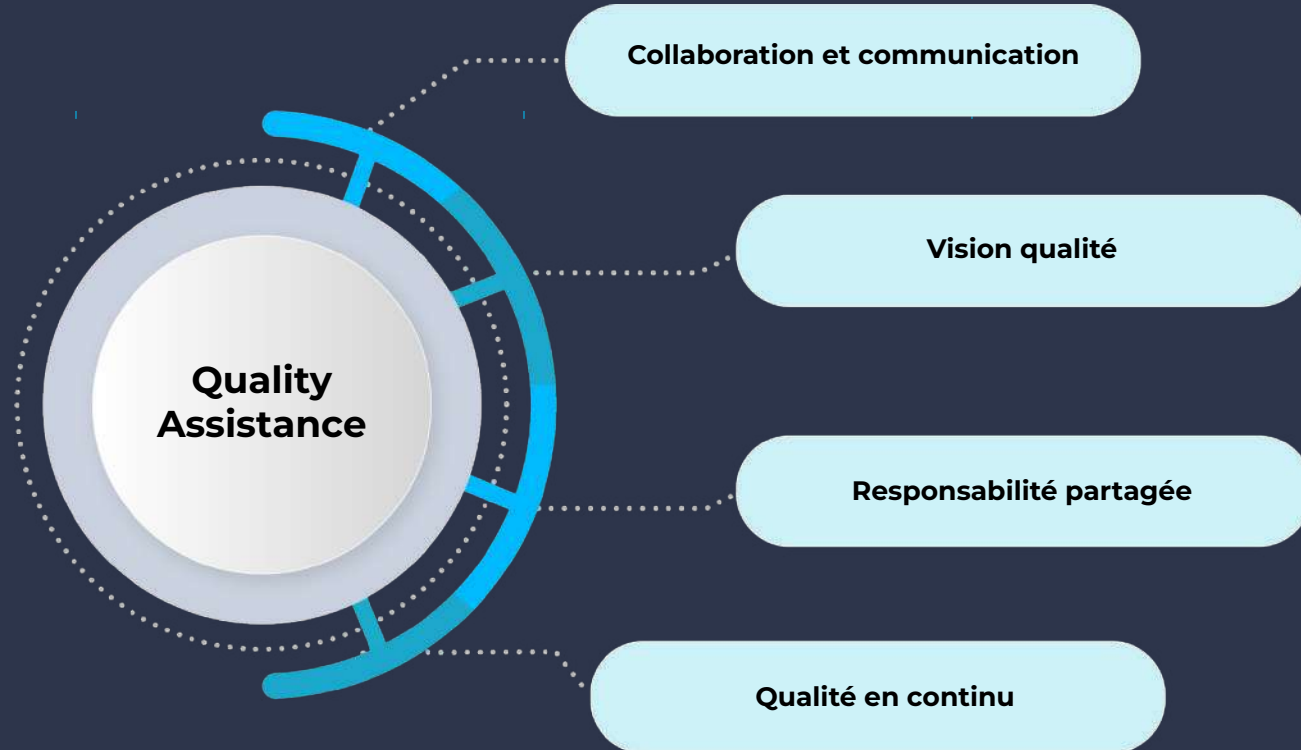 Collaboration et communication
Vision qualité
Quality
Assistance
Responsabilité partagée
Qualité en continu